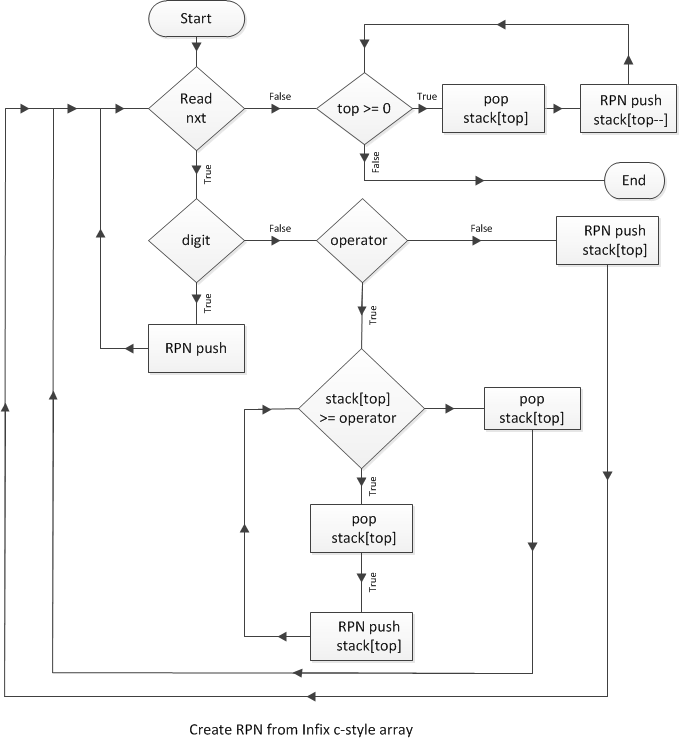 Start
Read
nxt
False
top >= 0
True
pop
stack[top]
RPN push
stack[top--]
False
End
True
digit
False
operator
False
RPN push
stack[top]
True
RPN push
True
stack[top]
>= operator
pop
stack[top]
True
pop
stack[top]
True
RPN push
stack[top]
Create RPN from Infix c-style array